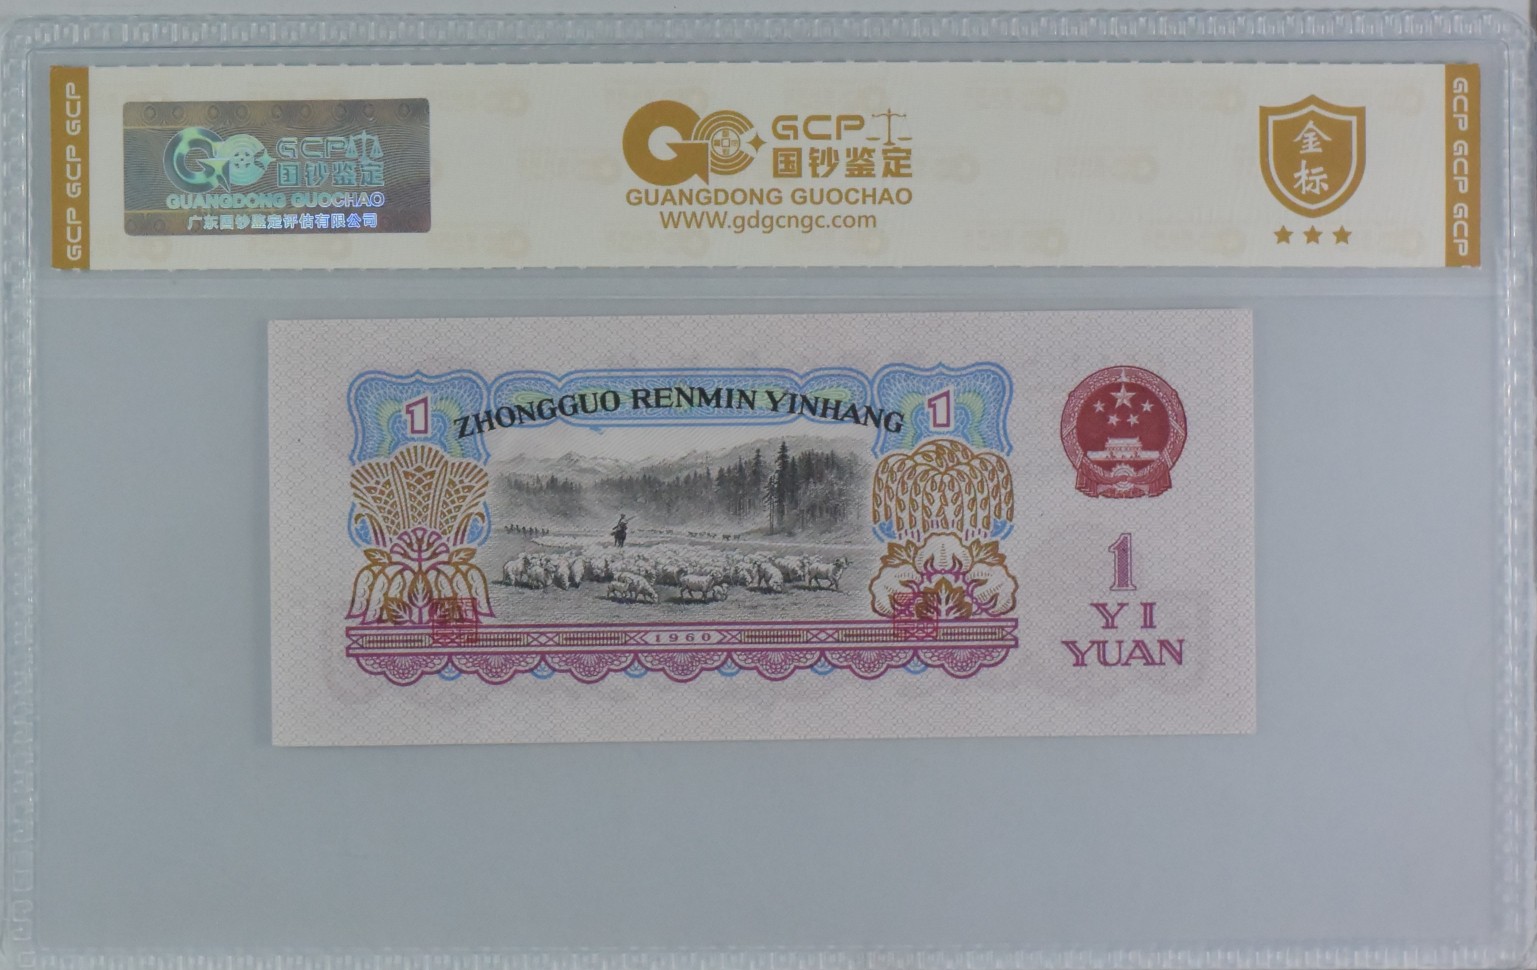 GCP GCP GCP
GCP
国钞鉴定
GUANGDONG GUOCHAO
广东国钞鉴定评估有限公司
GCP
国钞鉴定
GUANGDONG GUOCHAO
WWW.gdgcngc.com
金
标
GCP GCP GCP
1
ZHONGGUO RENMIN YINHANG
1
1960
1
YI
YUAN